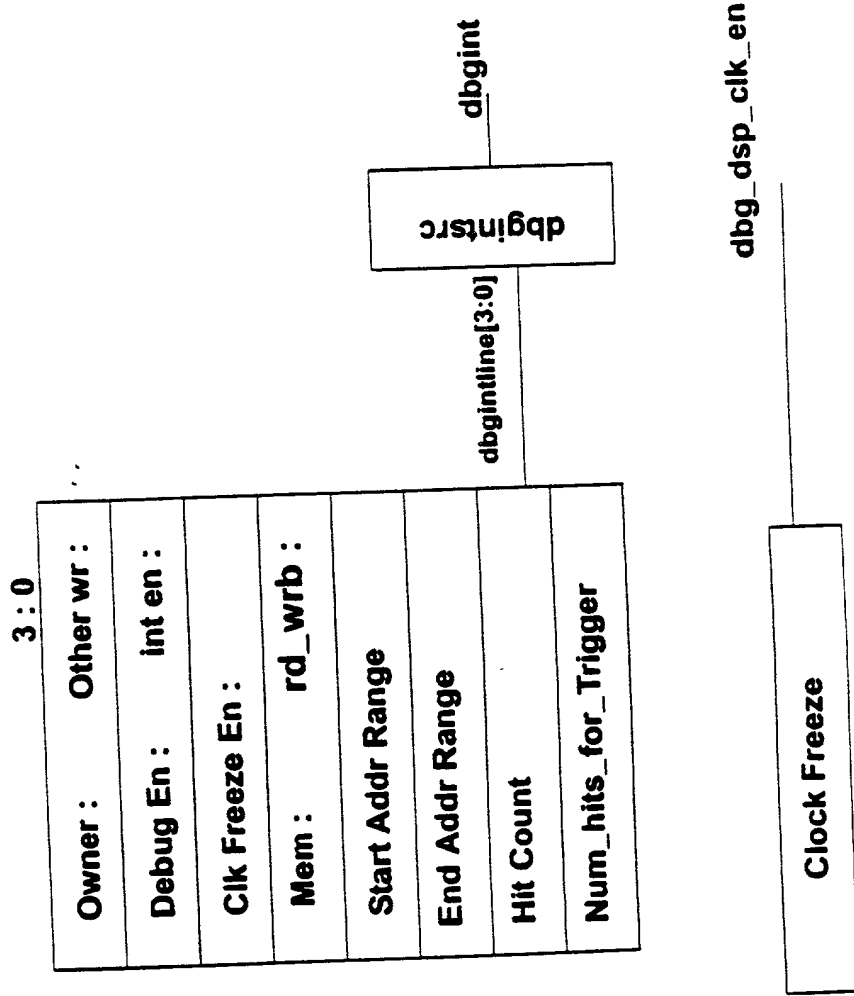 3 : 0
Owner : Other wr :
Debug En : int en :
Clk Freeze En :
Mem : rd_wrb :
Start Addr Range
End Addr Range
Hit Count
Num_hits_for_Trigger
dbgintline[3:0]
dbgintsrc
dbgint
Clock Freeze
dbg_dsp_clk_en